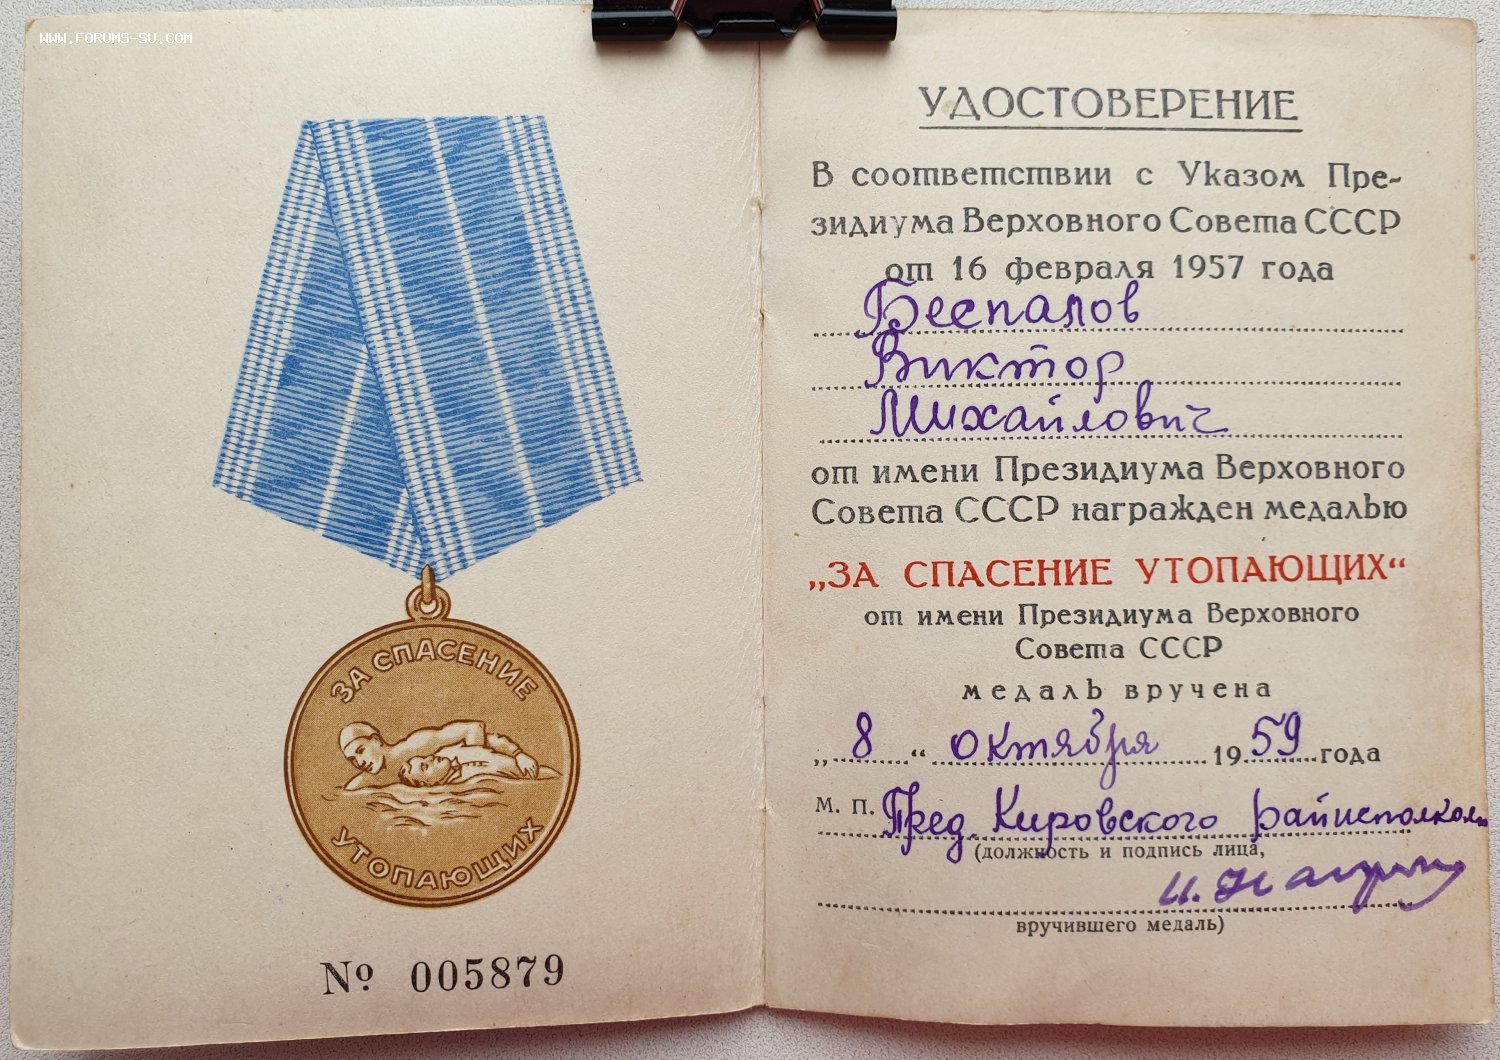 WWW.FORUMS-SU.COM
ЗА СПАСЕНИЕ
УТОПАЮЩИХ
№ 005879
УДОСТОВЕРЕНИЕ
В соответствии с Указом Пре-
зидиума Верховного Совета СССР
от 16 февраля 1957 года
Беспалов
Виктор
Михайлович
от имени Президиума Верховного
Совета СССР награжден медалью
„ЗА СПАСЕНИЕ УТОПАЮЩИХ“
от имени Президиума Верховного
Совета СССР
медаль вручена
„ 8 “ октября 1959 года
М. П. Пред. Кировского райисполкома
(должность и подпись лица,
вручившего медаль)